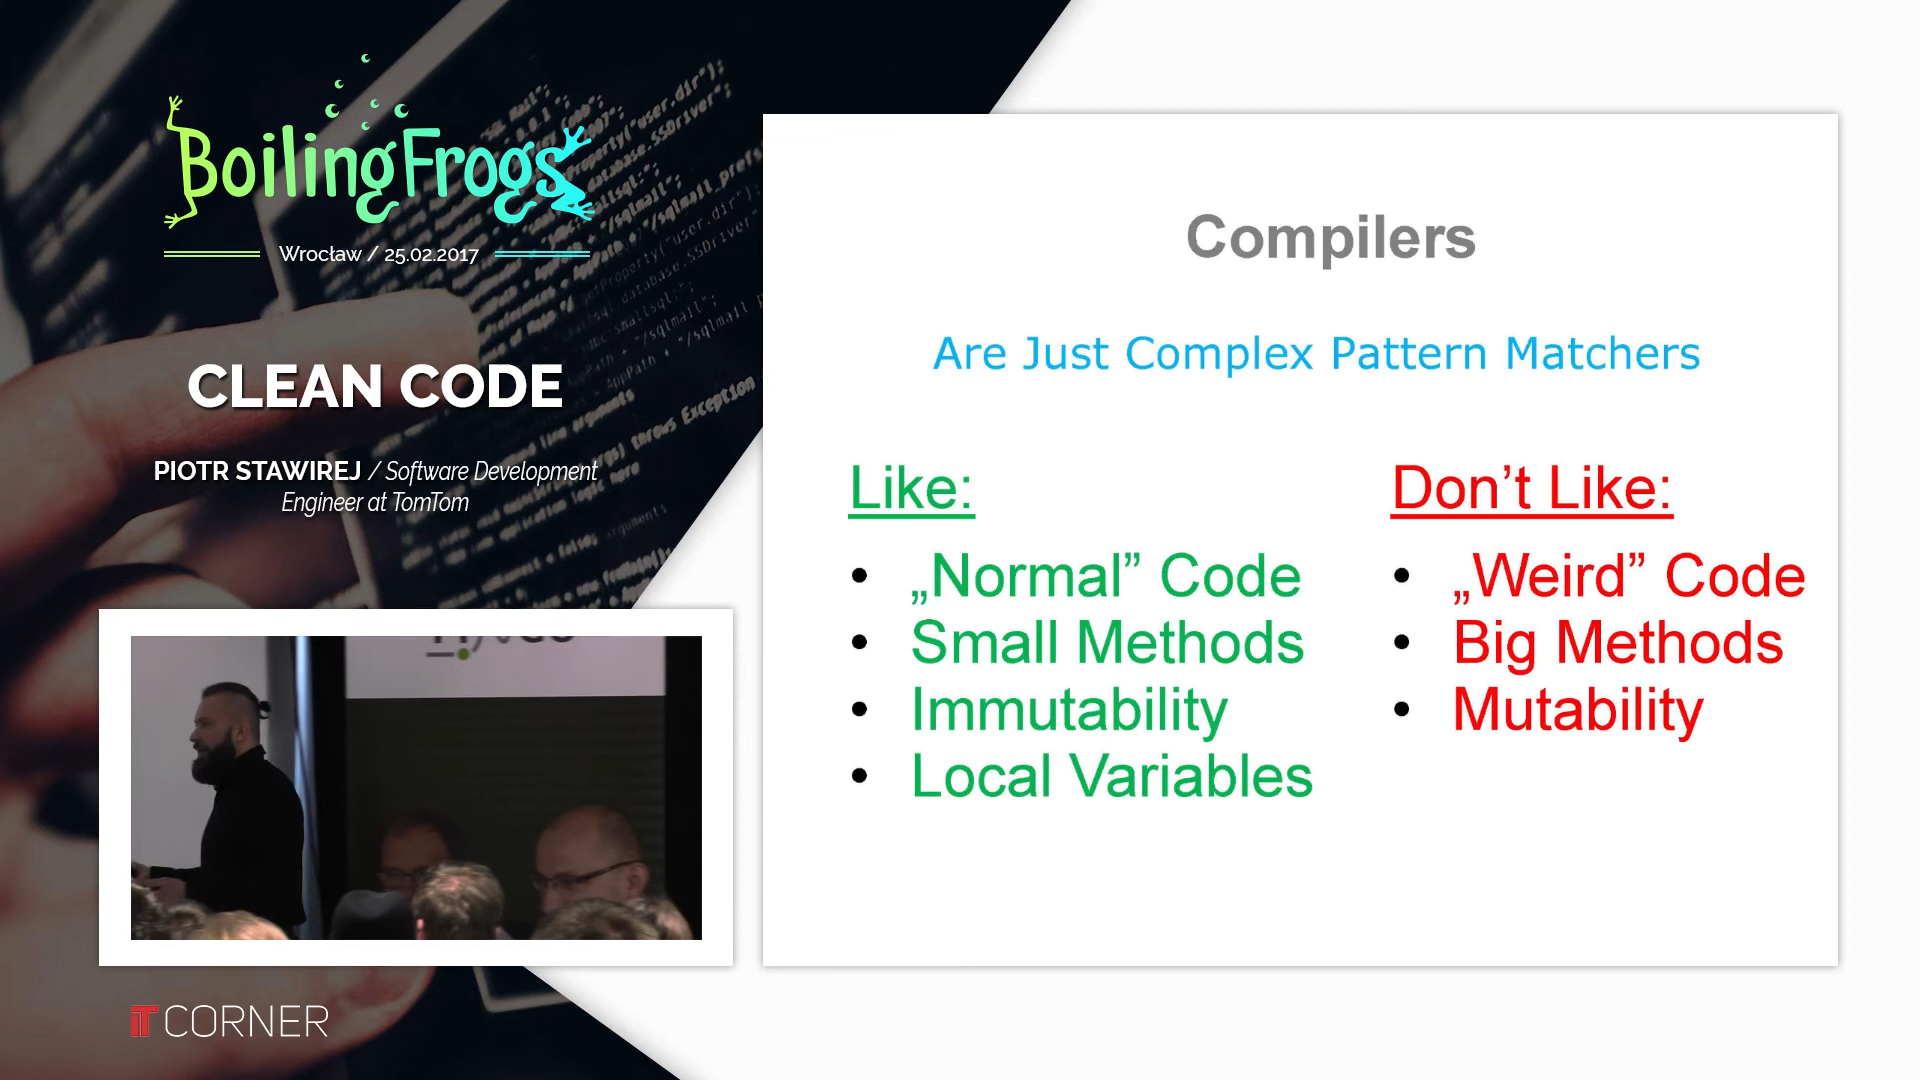 BoilingFrogs
Wrocław / 25.02.2017
CLEAN CODE
PIOTR STAWIREJ / Software Development
Engineer at TomTom
IT CORNER
Compilers
Are Just Complex Pattern Matchers
Like:
• „Normal” Code
• Small Methods
• Immutability
• Local Variables
Don’t Like:
• „Weird” Code
• Big Methods
• Mutability